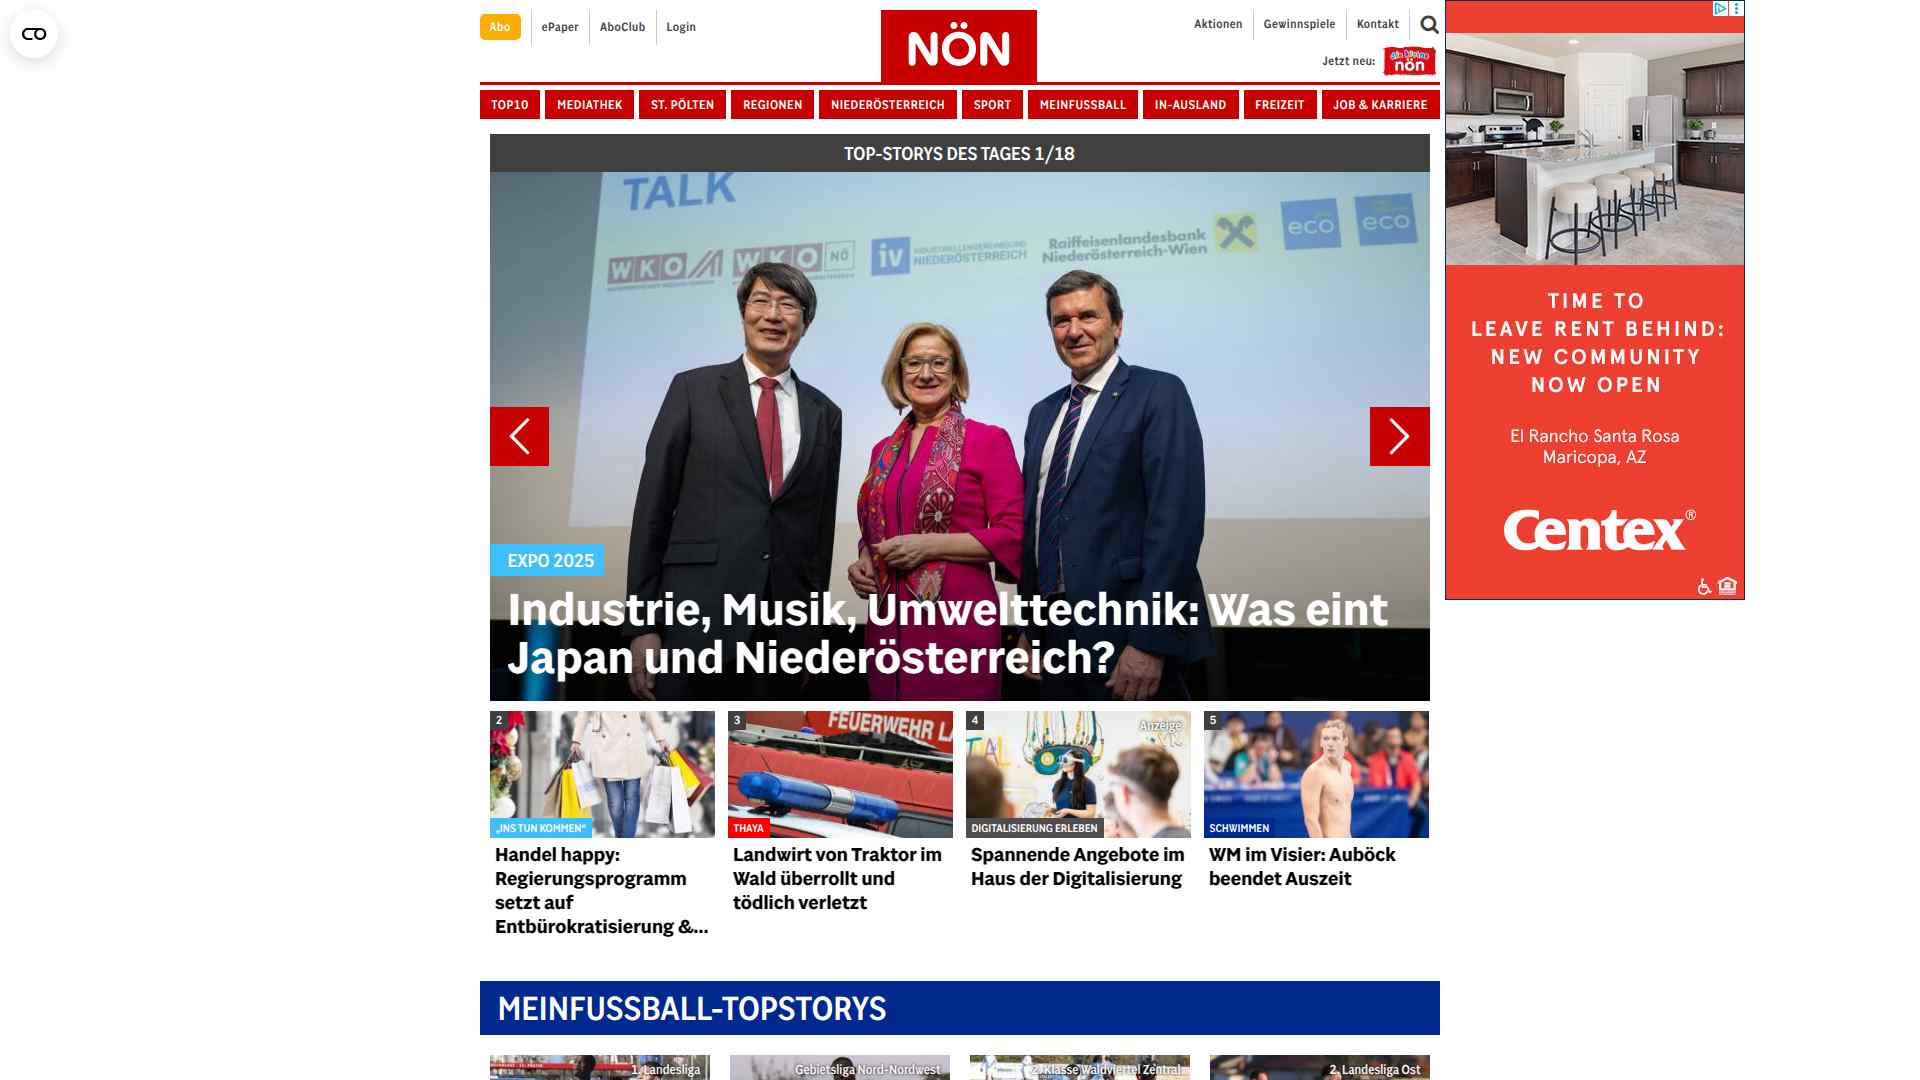 Abo
ePaper
AboClub
Login
NÖN
Aktionen
Gewinnspiele
Kontakt
Jetzt neu:
die kleine
nön
TOP10
MEDIATHEK
ST. PÖLTEN
REGIONEN
NIEDERÖSTERREICH
SPORT
MEINFUSSBALL
IN-AUSLAND
FREIZEIT
JOB & KARRIERE
TOP-STORYS DES TAGES 1/18
TALK
WKO WKO NÖ
iv INDUSTRIELLENVEREINIGUNG
NIEDERÖSTERREICH
Raiffeisenlandesbank
Niederösterreich-Wien
eco
eco
EXPO 2025
Industrie, Musik, Umwelttechnik: Was eint
Japan und Niederösterreich?
2
„INS TUN KOMMEN“
Handel happy:
Regierungsprogramm
setzt auf
Entbürokratisierung &...
3
FEUERWEHR LA
THAYA
Landwirt von Traktor im
Wald überrollt und
tödlich verletzt
4
Anzeige
DIGITALISIERUNG ERLEBEN
Spannende Angebote im
Haus der Digitalisierung
5
SCHWIMMEN
WM im Visier: Auböck
beendet Auszeit
MEINFUSSBALL-TOPSTORYS
1. Landesliga
Gebietsliga Nord-Nordwest
2. Klasse Waldviertel Zentral
2. Landesliga Ost
TIME TO
LEAVE RENT BEHIND:
NEW COMMUNITY
NOW OPEN
El Rancho Santa Rosa
Maricopa, AZ
Centex®